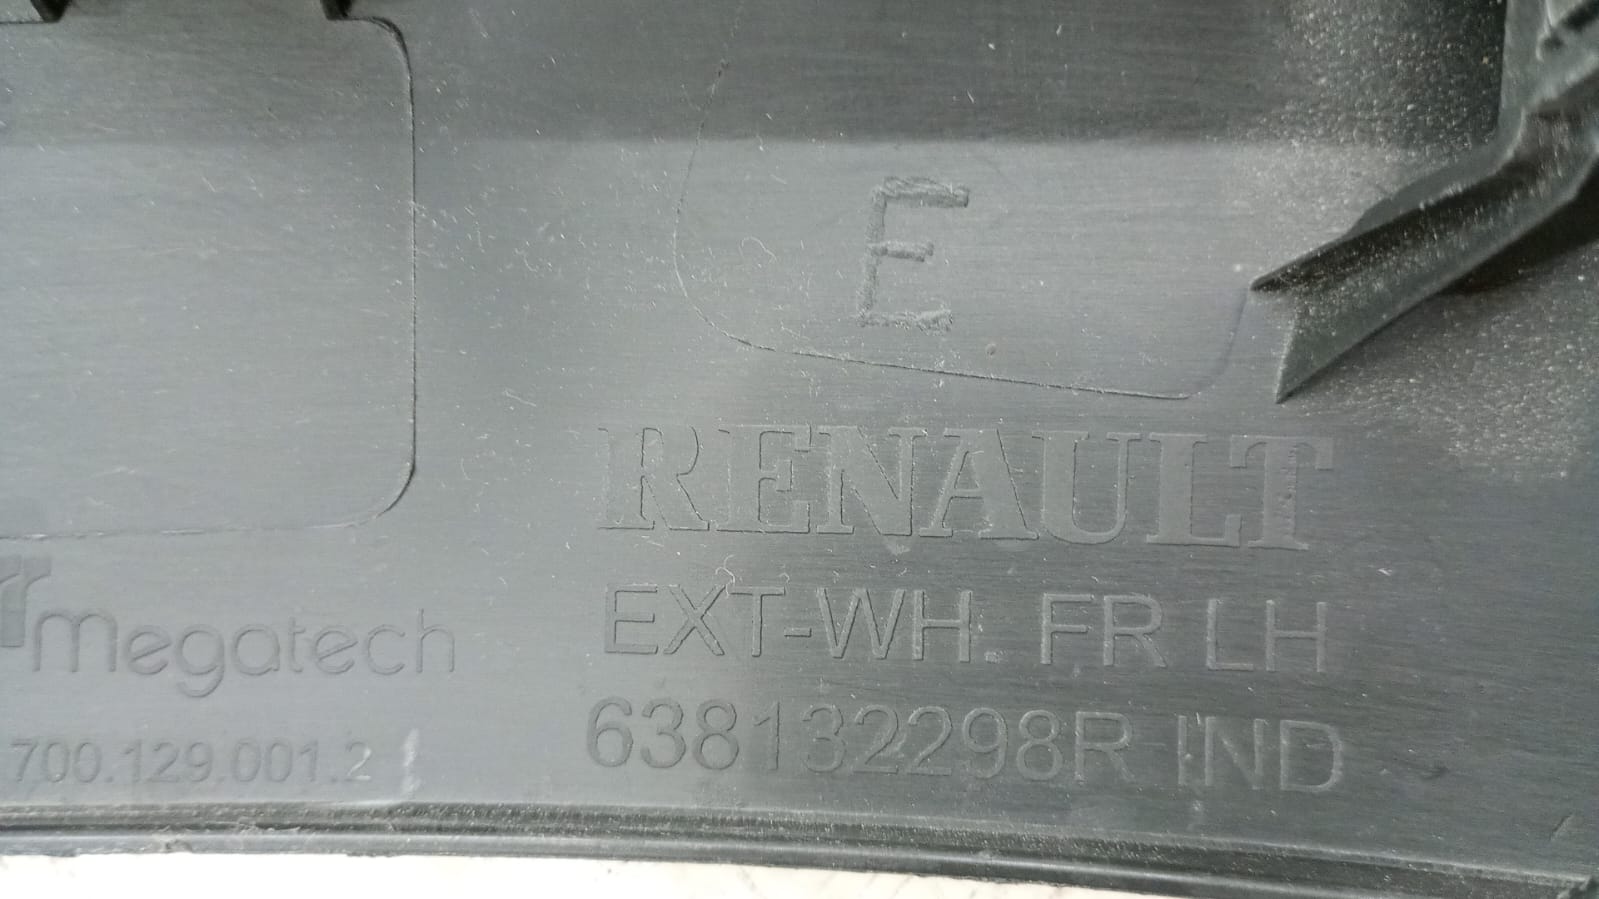 E
RENAULT
EXT-WH. FR LH
638132298R IND
megatech
700.129.001.2